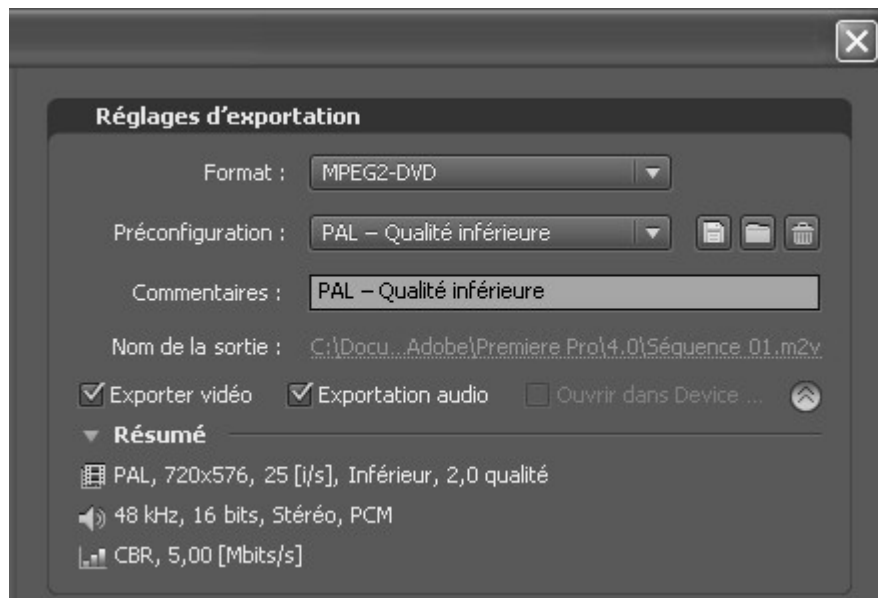 Réglages d'exportation
Format : MPEG2-DVD
Préconfiguration : PAL – Qualité inférieure
Commentaires : PAL – Qualité inférieure
Nom de la sortie : C:\Docu...Adobe\Premiere Pro\4.0\Séquence 01.m2v
Exporter vidéo Exportation audio Ouvrir dans Device ...
Résumé
PAL, 720x576, 25 [i/s], Inférieur, 2,0 qualité
48 kHz, 16 bits, Stéréo, PCM
CBR, 5,00 [Mbits/s]